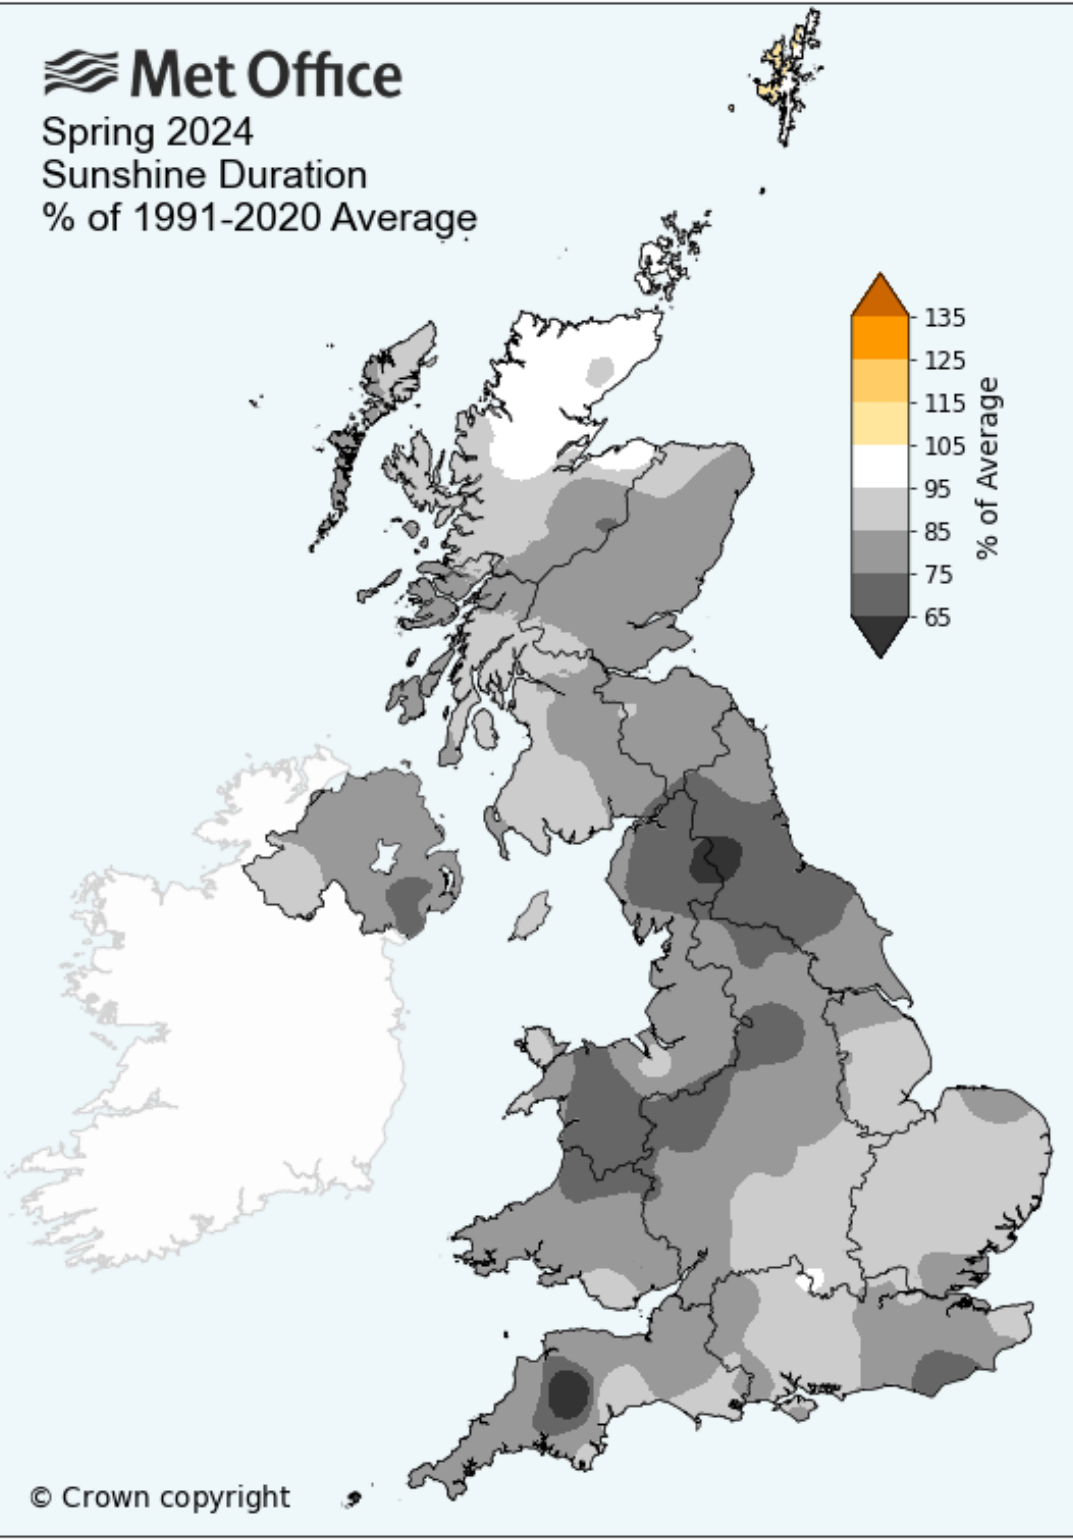 Met Office
Spring 2024
Sunshine Duration
% of 1991-2020 Average
135
125
115
105
95
85
75
65
% of Average
© Crown copyright